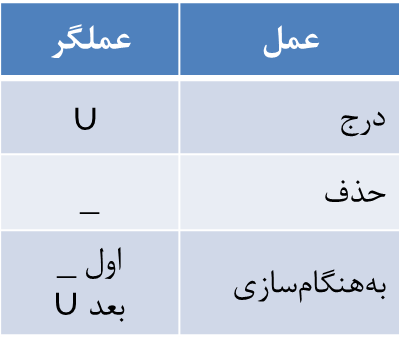 عمل عملگر
درج U
حذف _
به‌هنگام‌سازی اول _
بعد U